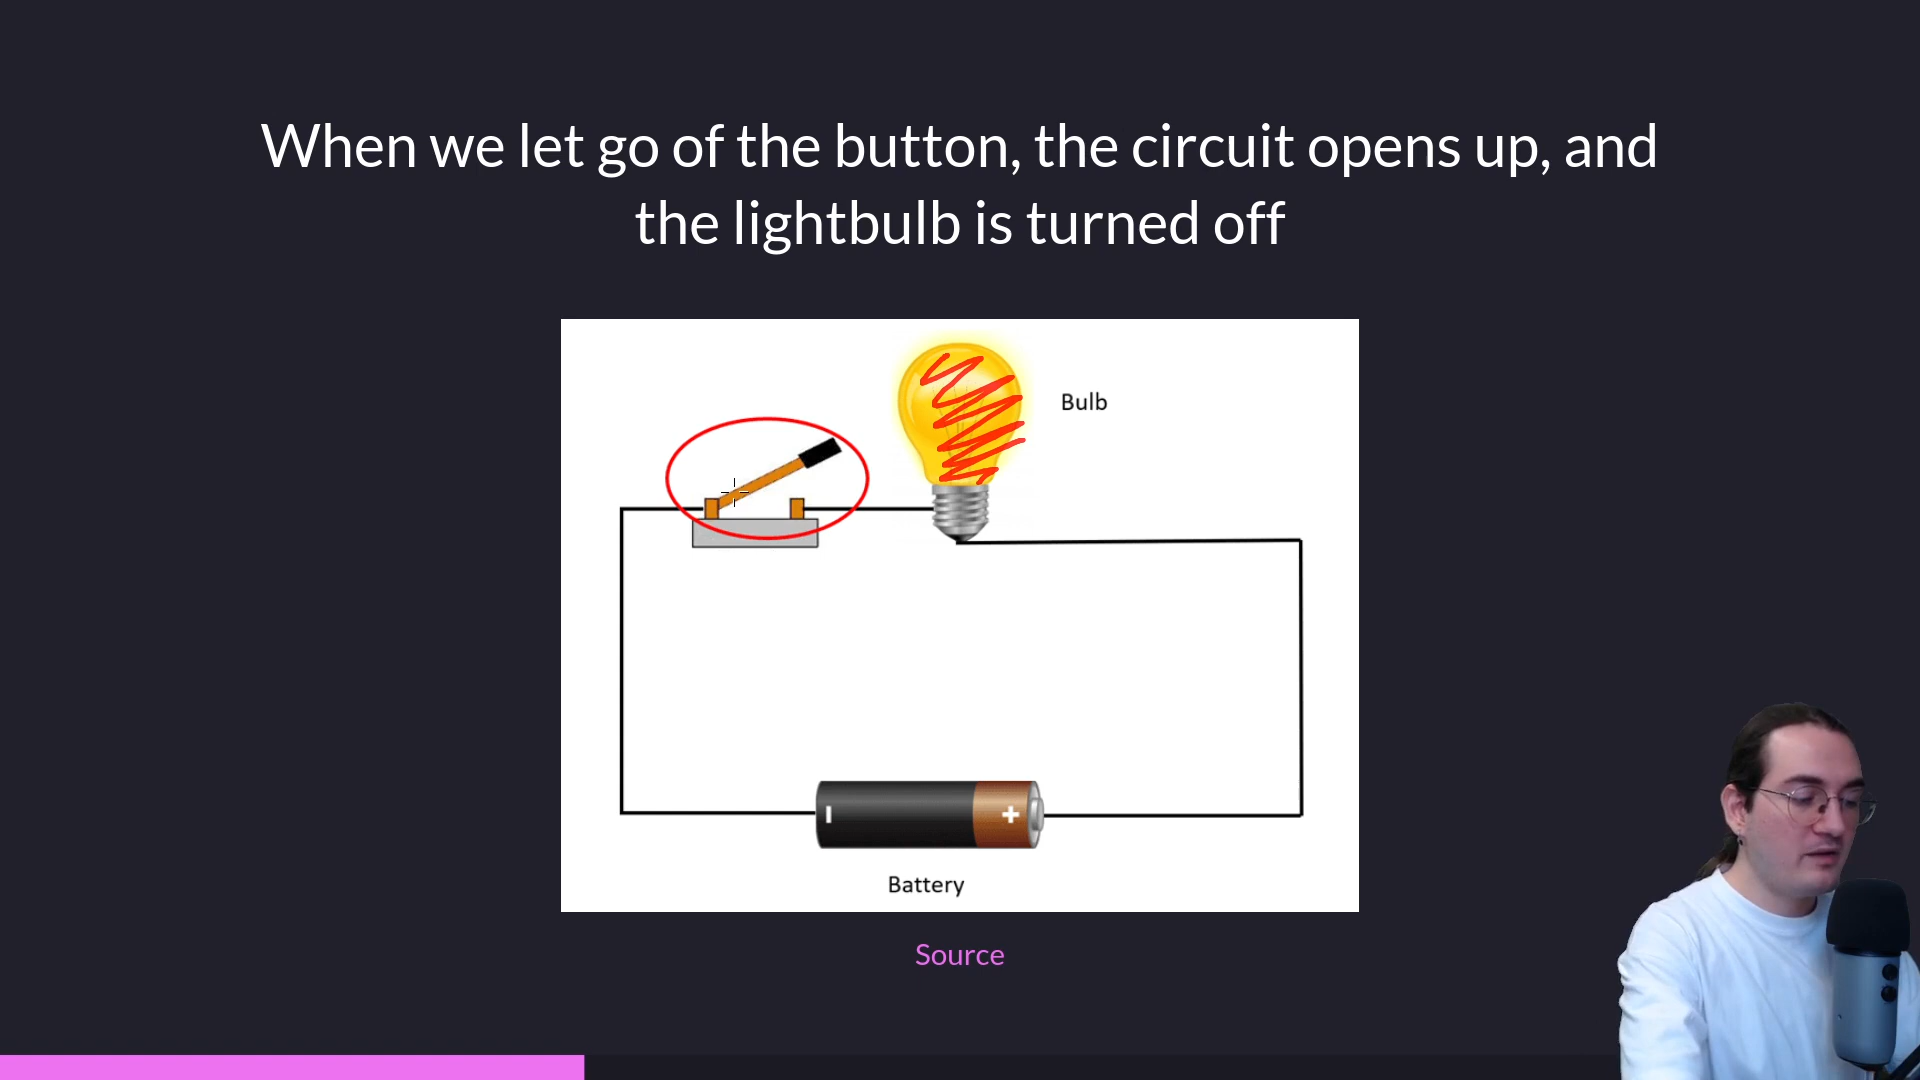 When we let go of the button, the circuit opens up, and
the lightbulb is turned off
Bulb
- +
Battery
Source